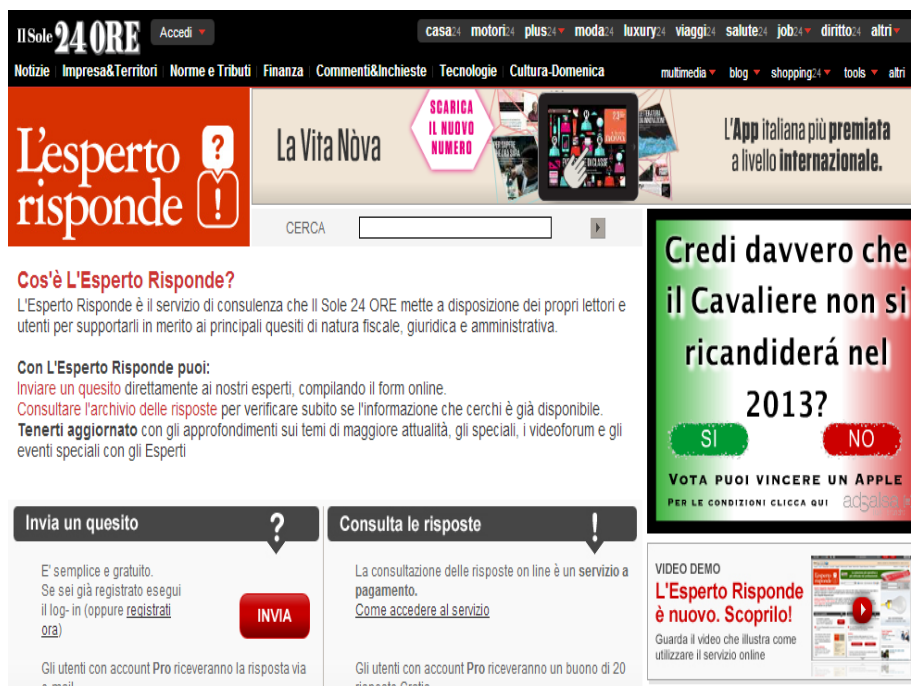 Il Sole 24 ORE
Accedi
casa24 motori24 plus24 moda24 luxury24 viaggi24 salute24 job24 diritto24 altri
Notizie Impresa&Territori Norme e Tributi Finanza Commenti&Inchieste Tecnologie Cultura-Domenica
multimedia blog shopping24 tools altri
L'esperto
risponde
?
!
La Vita Nòva
SCARICA
IL NUOVO
NUMERO
L'App italiana più premiata
a livello internazionale.
CERCA
Cos'è L'Esperto Risponde?
L'Esperto Risponde è il servizio di consulenza che Il Sole 24 ORE mette a disposizione dei propri lettori e
utenti per supportarli in merito ai principali quesiti di natura fiscale, giuridica e amministrativa.
Con L'Esperto Risponde puoi:
Inviare un quesito direttamente ai nostri esperti, compilando il form online.
Consultare l'archivio delle risposte per verificare subito se l'informazione che cerchi è già disponibile.
Tenerti aggiornato con gli approfondimenti sui temi di maggiore attualità, gli speciali, i videoforum e gli
eventi speciali con gli Esperti
Credi davvero che
il Cavaliere non si
ricandiderá nel
2013?
SI
NO
Vota puoi vincere un Apple
Per le condizioni clicca qui
Invia un quesito
?
E' semplice e gratuito.
Se sei già registrato esegui
il log- in (oppure registrati
ora)
INVIA
Gli utenti con account Pro riceveranno la risposta via
Consulta le risposte
!
La consultazione delle risposte on line è un servizio a
pagamento.
Come accedere al servizio
Gli utenti con account Pro riceveranno un buono di 20
VIDEO DEMO
L'Esperto Risponde
è nuovo. Scoprilo!
Guarda il video che illustra come
utilizzare il servizio online